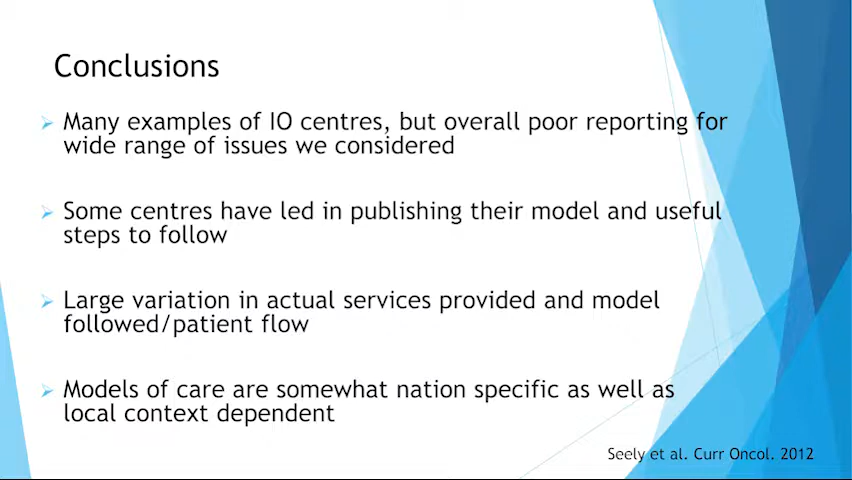 Conclusions
Many examples of IO centres, but overall poor reporting for
wide range of issues we considered
Some centres have led in publishing their model and useful
steps to follow
Large variation in actual services provided and model
followed/patient flow
Models of care are somewhat nation specific as well as
local context dependent
Seely et al. Curr Oncol. 2012